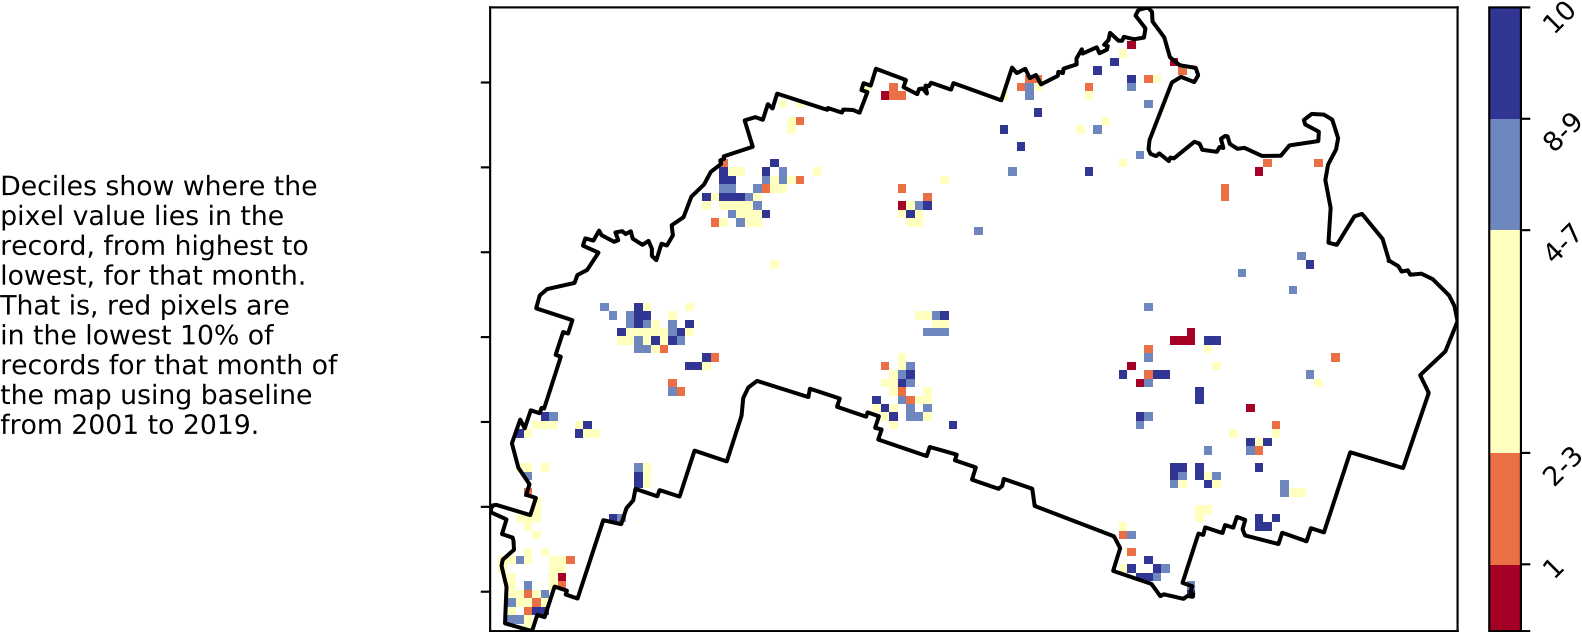 Deciles show where the
pixel value lies in the
record, from highest to
lowest, for that month.
That is, red pixels are
in the lowest 10% of
records for that month of
the map using baseline
from 2001 to 2019.
10
8-9
4-7
2-3
1